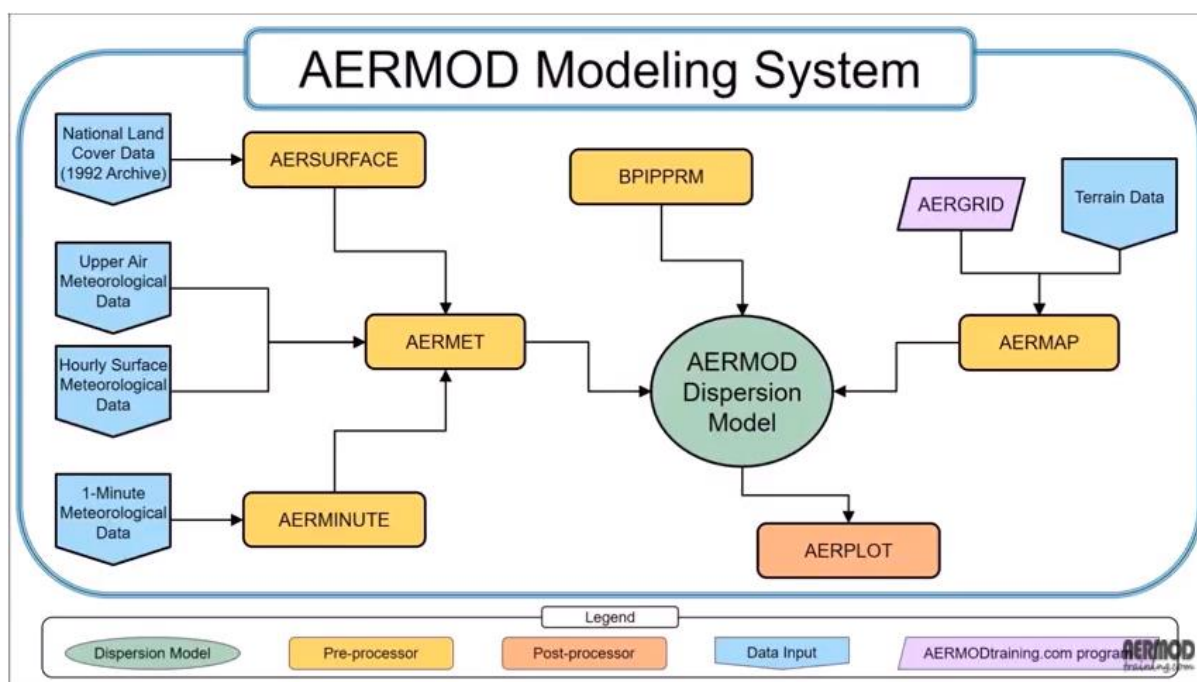 AERMOD Modeling System
National Land
Cover Data
(1992 Archive)
AERSURFACE
BPIPPRM
AERGRID
Terrain Data
Upper Air
Meteorological
Data
Hourly Surface
Meteorological
Data
AERMET
AERMOD
Dispersion
Model
AERMAP
1-Minute
Meteorological
Data
AERMINUTE
AERPLOT
Legend
Dispersion Model
Pre-processor
Post-processor
Data Input
AERMODtraining.com program
AERMOD
training.com